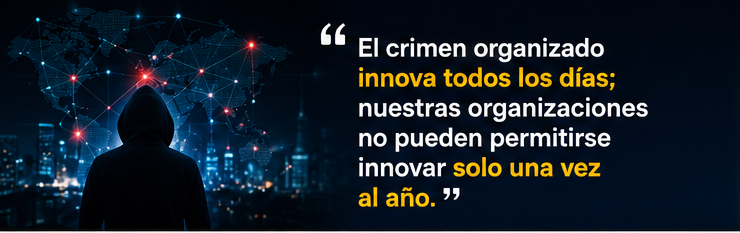 “ El crimen organizado
innova todos los días;
nuestras organizaciones
no pueden permitirse
innovar solo una vez
al año. ”